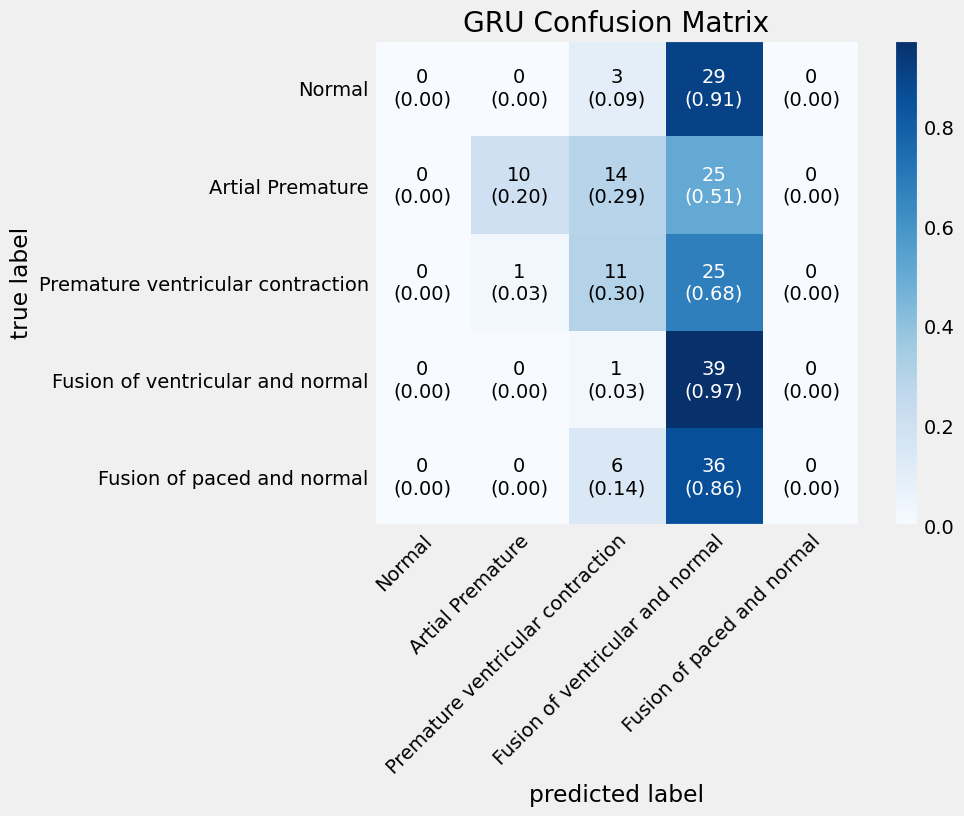 GRU Confusion Matrix
true label
Normal
0 0 3 29 0
(0.00) (0.00) (0.09) (0.91) (0.00)
Artial Premature
0 10 14 25 0
(0.00) (0.20) (0.29) (0.51) (0.00)
Premature ventricular contraction
0 1 11 25 0
(0.00) (0.03) (0.30) (0.68) (0.00)
Fusion of ventricular and normal
0 0 1 39 0
(0.00) (0.00) (0.03) (0.97) (0.00)
Fusion of paced and normal
0 0 6 36 0
(0.00) (0.00) (0.14) (0.86) (0.00)
0.8
0.6
0.4
0.2
0.0
Normal
Artial Premature
Premature ventricular contraction
Fusion of ventricular and normal
Fusion of paced and normal
predicted label